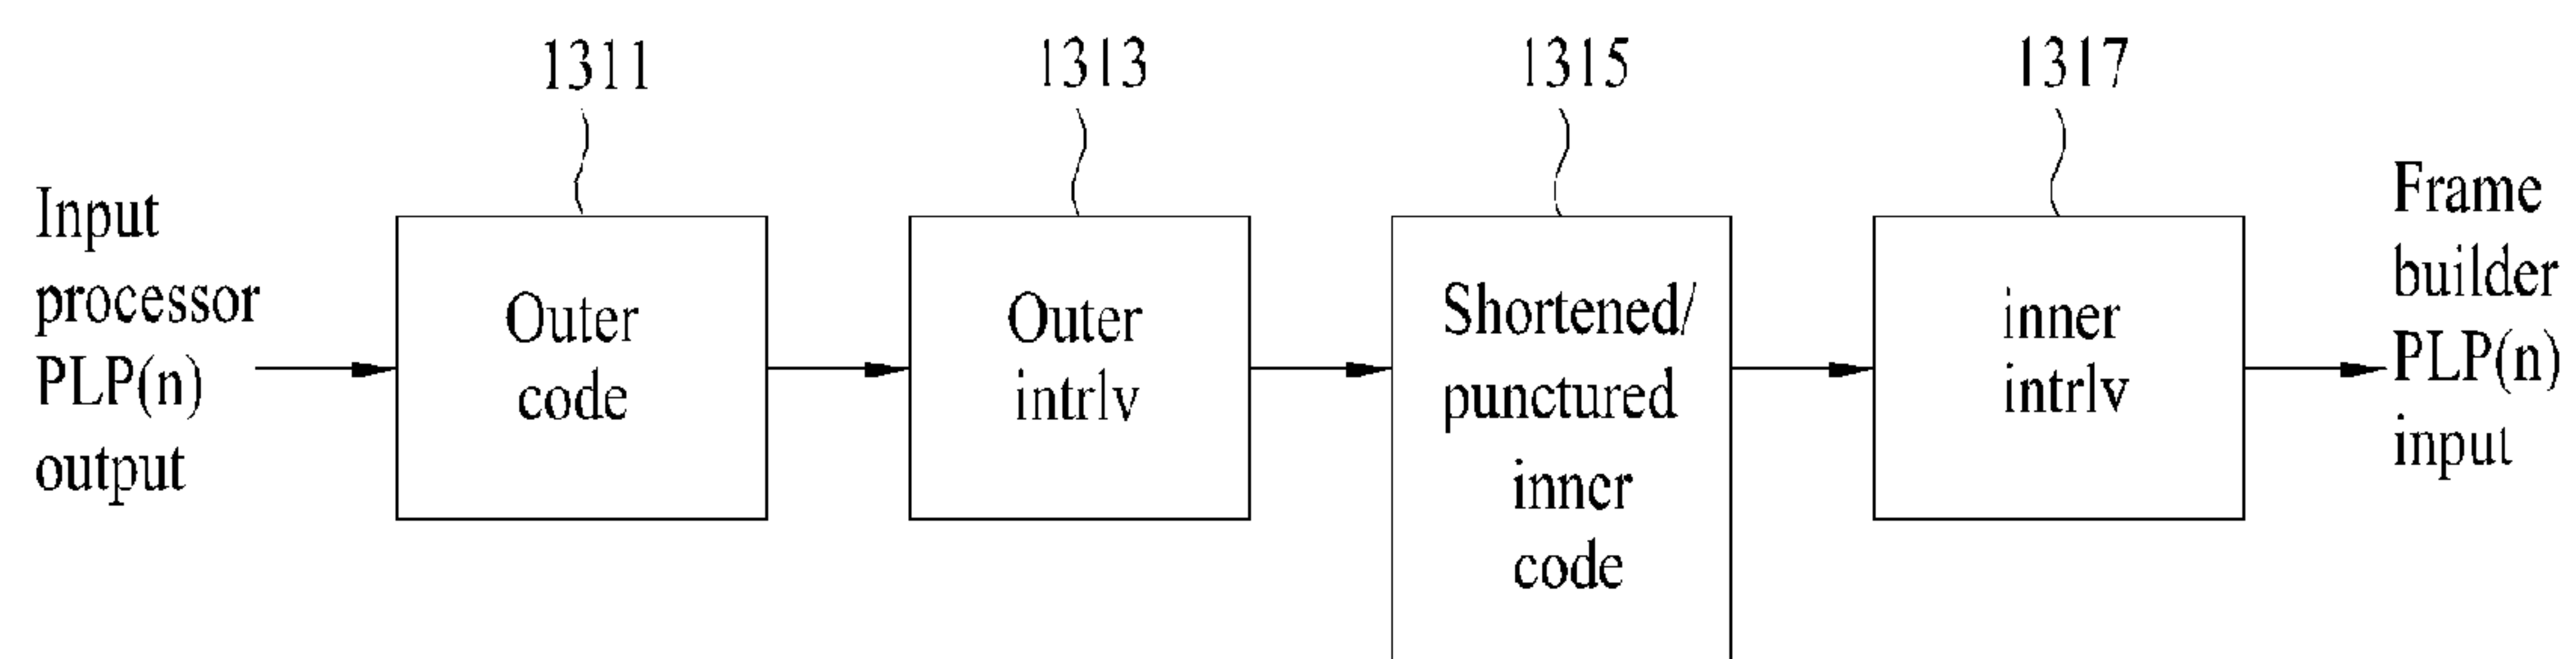 1311
1313
1315
1317
Input
processor
PLP(n)
output
Outer
code
Outer
intrlv
Shortened/
punctured
inner
code
inner
intrlv
Frame
builder
PLP(n)
input